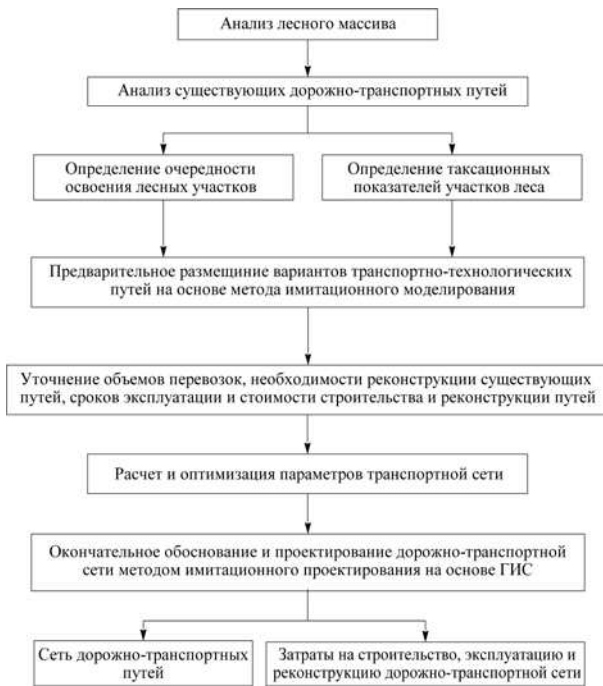 Анализ лесного массива
Анализ существующих дорожно-транспортных путей
Определение очередности
освоения лесных участков
Определение таксационных
показателей участков леса
Предварительное размещиние вариантов транспортно-технологических
путей на основе метода имитационного моделирования
Уточнение объемов перевозок, необходимости реконструкции существующих
путей, сроков эксплуатации и стоимости строительства и реконструкции путей
Расчет и оптимизация параметров транспортной сети
Окончательное обоснование и проектирование дорожно-транспортной
сети методом имитационного проектирования на основе ГИС
Сеть дорожно-транспортных
путей
Затраты на строительство, эксплуатацию и
реконструкцию дорожно-транспортной сети